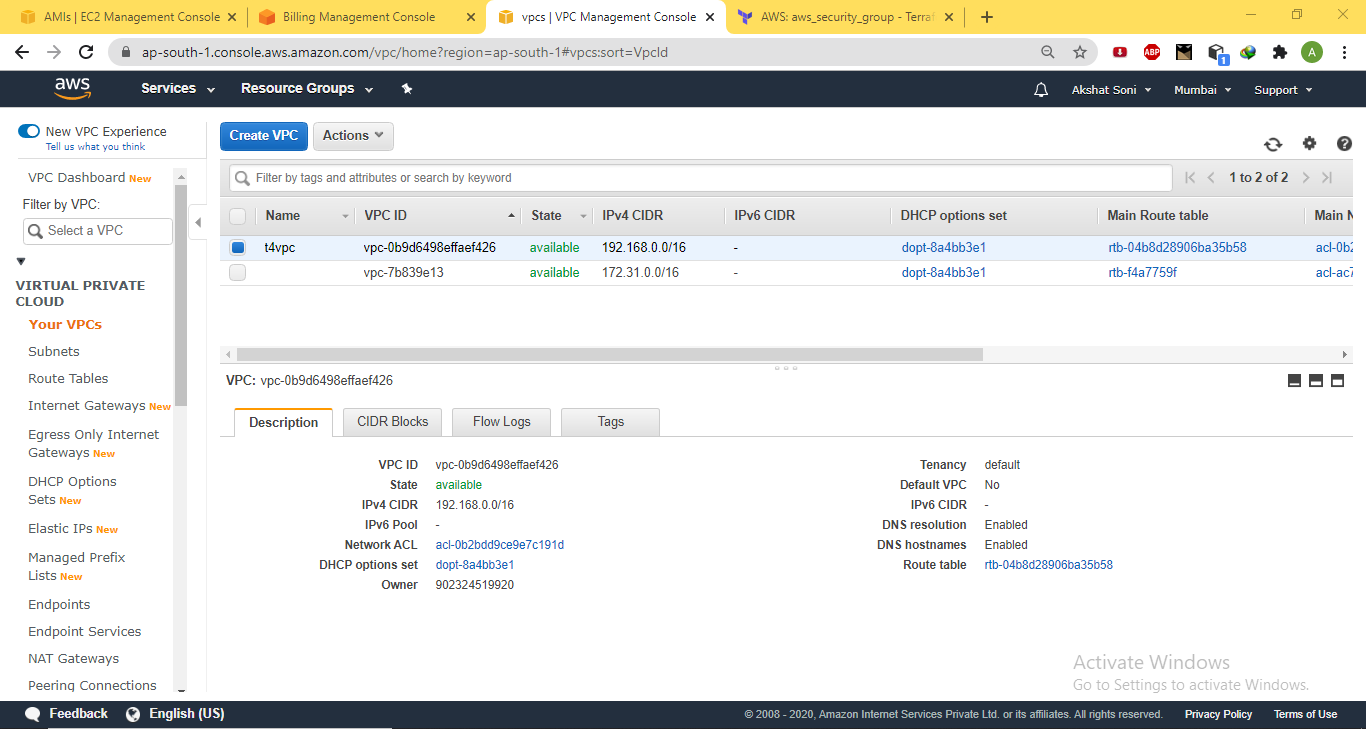 AMIs | EC2 Management Console
Billing Management Console
vpcs | VPC Management Console
AWS: aws_security_group - Terraf
ap-south-1.console.aws.amazon.com/vpc/home?region=ap-south-1#vpcs:sort=VpcId
ABP
1
A
aws
Services
Resource Groups
Akshat Soni
Mumbai
Support
New VPC Experience
Tell us what you think
VPC Dashboard New
Filter by VPC:
Select a VPC
VIRTUAL PRIVATE
CLOUD
Your VPCs
Subnets
Route Tables
Internet Gateways New
Egress Only Internet
Gateways New
DHCP Options
Sets New
Elastic IPs New
Managed Prefix
Lists New
Endpoints
Endpoint Services
NAT Gateways
Peering Connections
Create VPC
Actions
Filter by tags and attributes or search by keyword
1 to 2 of 2
Name VPC ID State IPv4 CIDR IPv6 CIDR DHCP options set Main Route table Main N
t4vpc vpc-0b9d6498effaef426 available 192.168.0.0/16 - dopt-8a4bb3e1 rtb-04b8d28906ba35b58 acl-0b2
vpc-7b839e13 available 172.31.0.0/16 - dopt-8a4bb3e1 rtb-f4a7759f acl-ac7
VPC: vpc-0b9d6498effaef426
Description CIDR Blocks Flow Logs Tags
VPC ID vpc-0b9d6498effaef426
State available
IPv4 CIDR 192.168.0.0/16
IPv6 Pool -
Network ACL acl-0b2bdd9ce9e7c191d
DHCP options set dopt-8a4bb3e1
Owner 902324519920
Tenancy default
Default VPC No
IPv6 CIDR -
DNS resolution Enabled
DNS hostnames Enabled
Route table rtb-04b8d28906ba35b58
Activate Windows
Go to Settings to activate Windows.
Feedback
English (US)
© 2008 - 2020, Amazon Internet Services Private Ltd. or its affiliates. All rights reserved.
Privacy Policy
Terms of Use